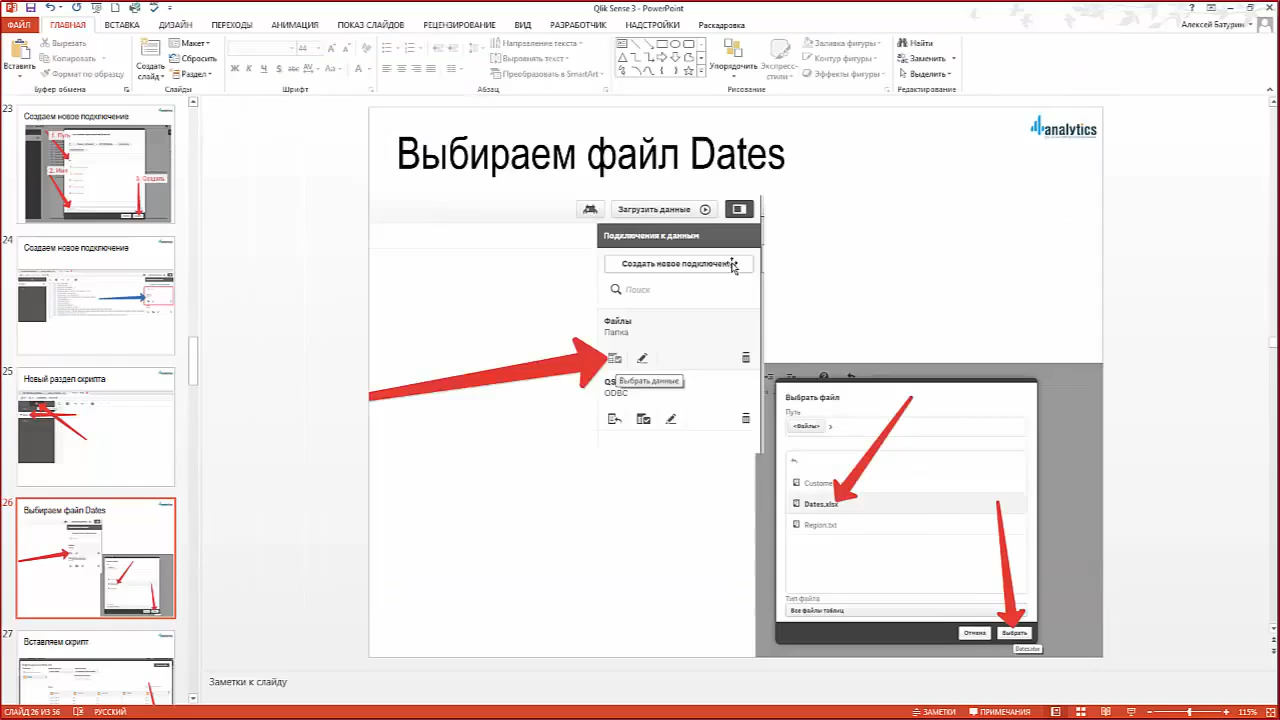 Qlik Sense 3 - PowerPoint
ФАЙЛ ГЛАВНАЯ ВСТАВКА ДИЗАЙН ПЕРЕХОДЫ АНИМАЦИЯ ПОКАЗ СЛАЙДОВ РЕЦЕНЗИРОВАНИЕ ВИД РАЗРАБОТЧИК НАДСТРОЙКИ Раскадровка Алексей Батурин
Вставить
Вырезать
Копировать
Формат по образцу
Буфер обмена
Создать слайд
Макет
Сбросить
Раздел
Слайды
44
Шрифт
Направление текста
Выровнять текст
Преобразовать в SmartArt
Абзац
Упорядочить
Экспресс-стили
Заливка фигуры
Контур фигуры
Эффекты фигуры
Рисование
Найти
Заменить
Выделить
Редактирование
23
Создаем новое подключение
24
Создаем новое подключение
25
Новый раздел скрипта
26
Выбираем файл Dates
27
Вставляем скрипт
Выбираем файл Dates
analytics
Загрузить данные
Подключения к данным
Создать новое подключение
Поиск
Файлы
Папка
Выбрать данные
ODBC
Выбрать файл
Путь
<Файлы>
Dates.xlsx
Region.txt
Тип файла
Все файлы таблиц
Отмена Выбрать
Dates.xlsx
Заметки к слайду
СЛАЙД 26 ИЗ 56 РУССКИЙ ЗАМЕТКИ ПРИМЕЧАНИЯ 115%